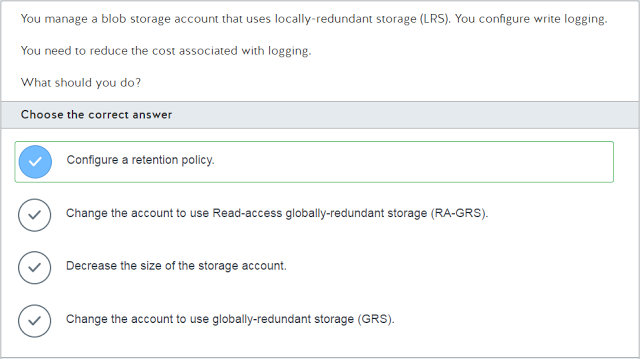 You manage a blob storage account that uses locally-redundant storage (LRS). You configure write logging.
You need to reduce the cost associated with logging.
What should you do?
Choose the correct answer
Configure a retention policy.
Change the account to use Read-access globally-redundant storage (RA-GRS).
Decrease the size of the storage account.
Change the account to use globally-redundant storage (GRS).